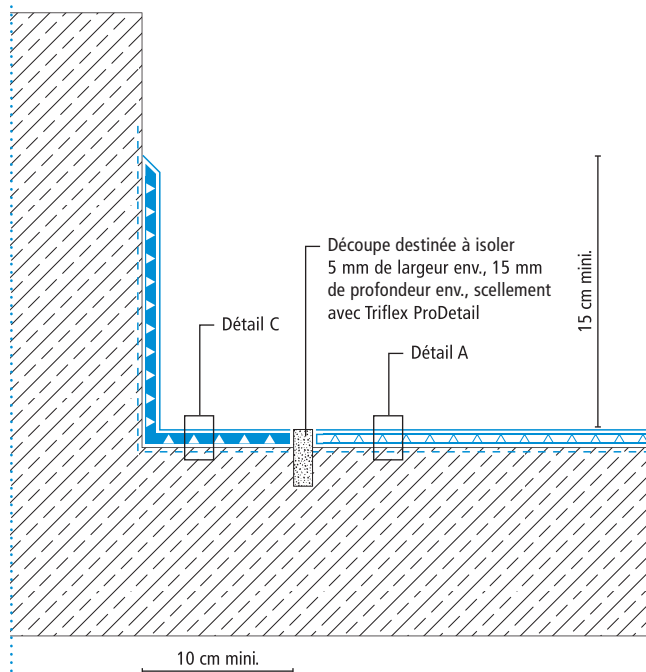 Découpe destinée à isoler
5 mm de largeur env., 15 mm
de profondeur env., scellement
avec Triflex ProDetail
15 cm mini.
Détail C
Détail A
10 cm mini.